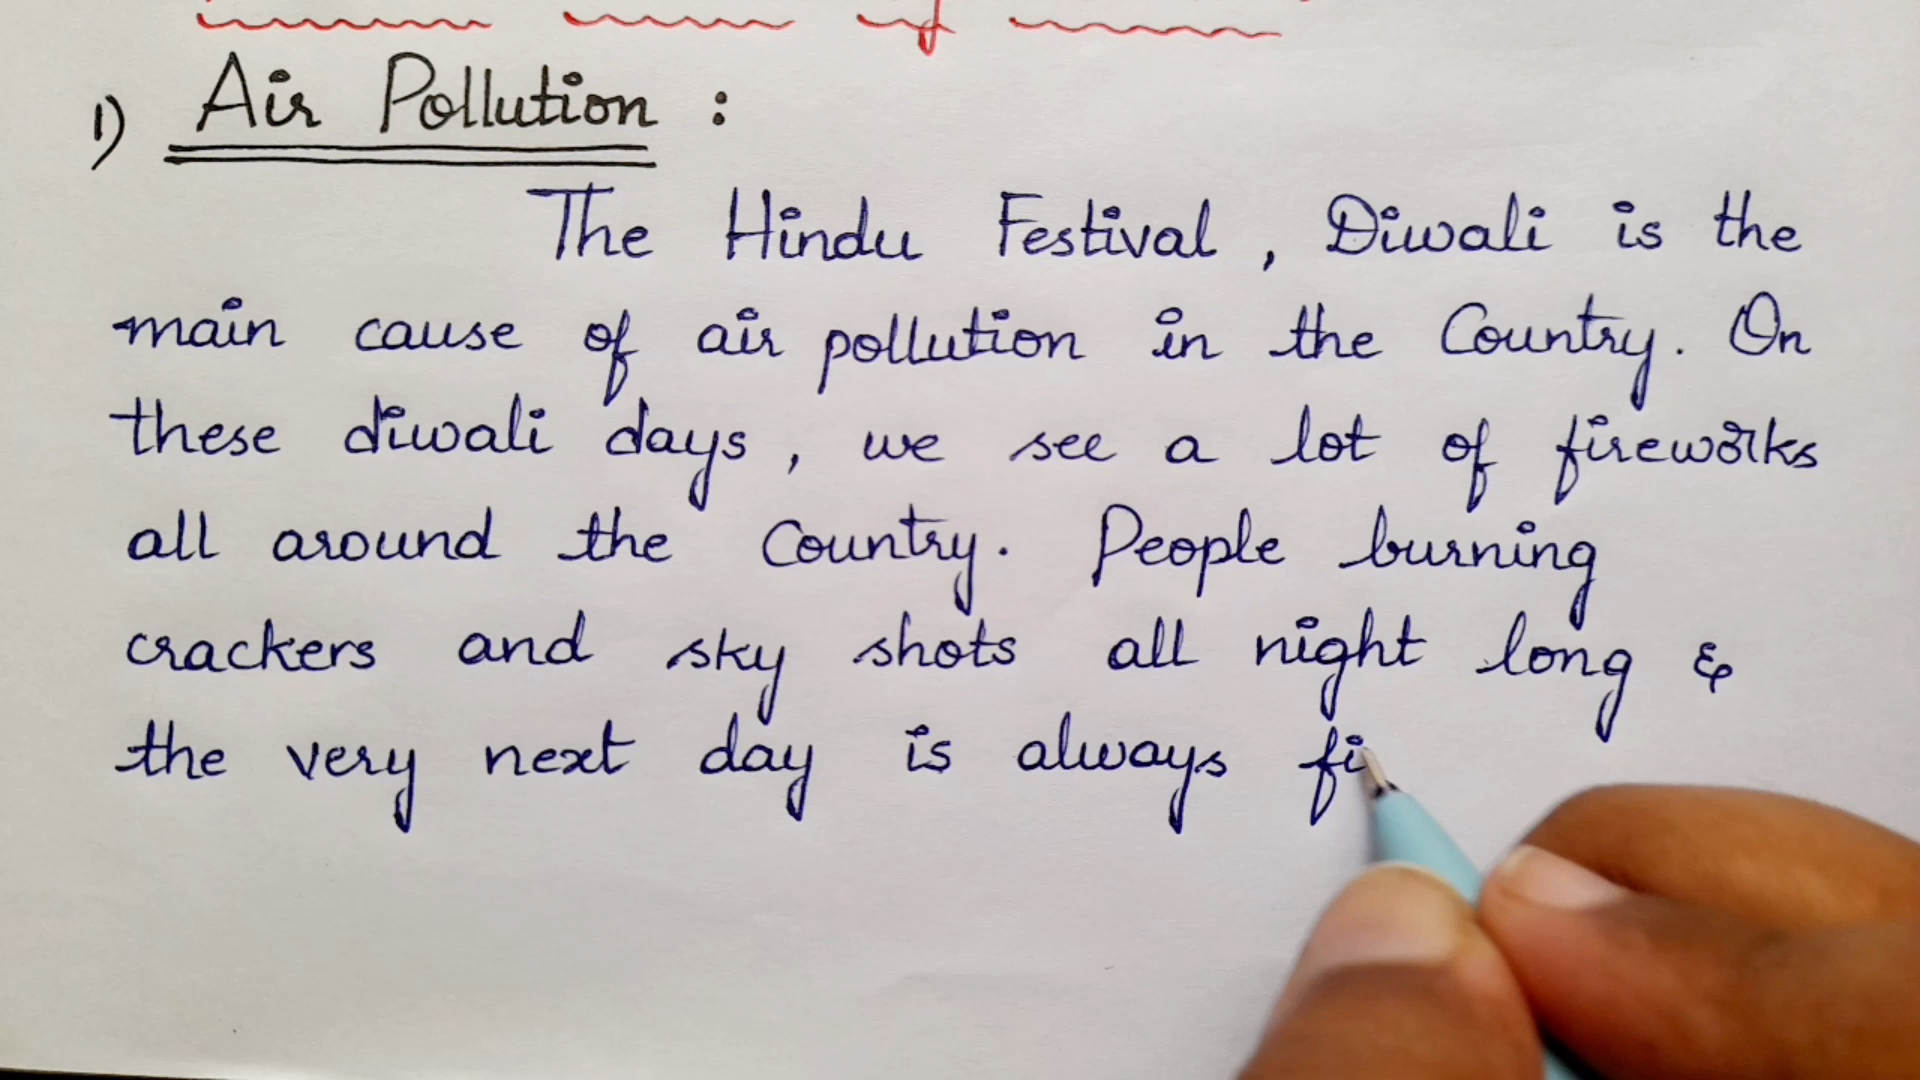 1) Air Pollution :
The Hindu Festival, Diwali is the
main cause of air pollution in the Country. On
these diwali days, we see a lot of fireworks
all around the Country. People burning
crackers and sky shots all night long &
the very next day is always fi